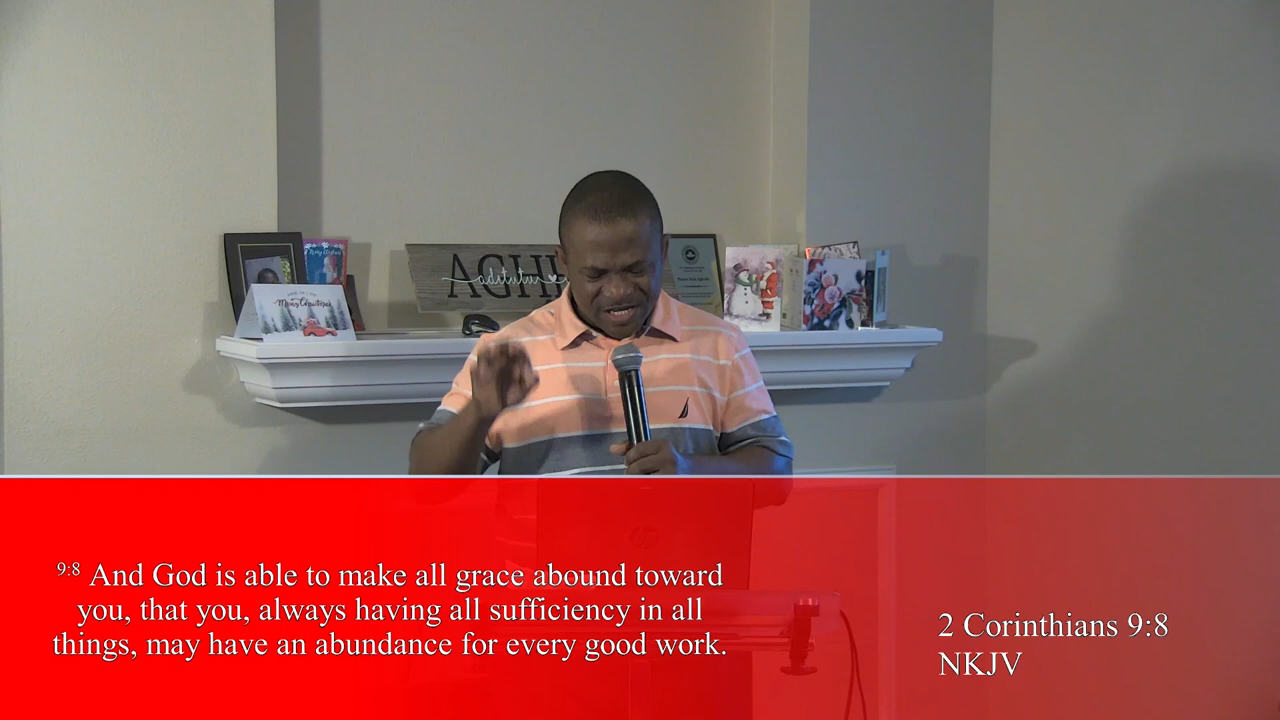 Merry Christmas
AGH
9:8 And God is able to make all grace abound toward
you, that you, always having all sufficiency in all
things, may have an abundance for every good work.
2 Corinthians 9:8
NKJV